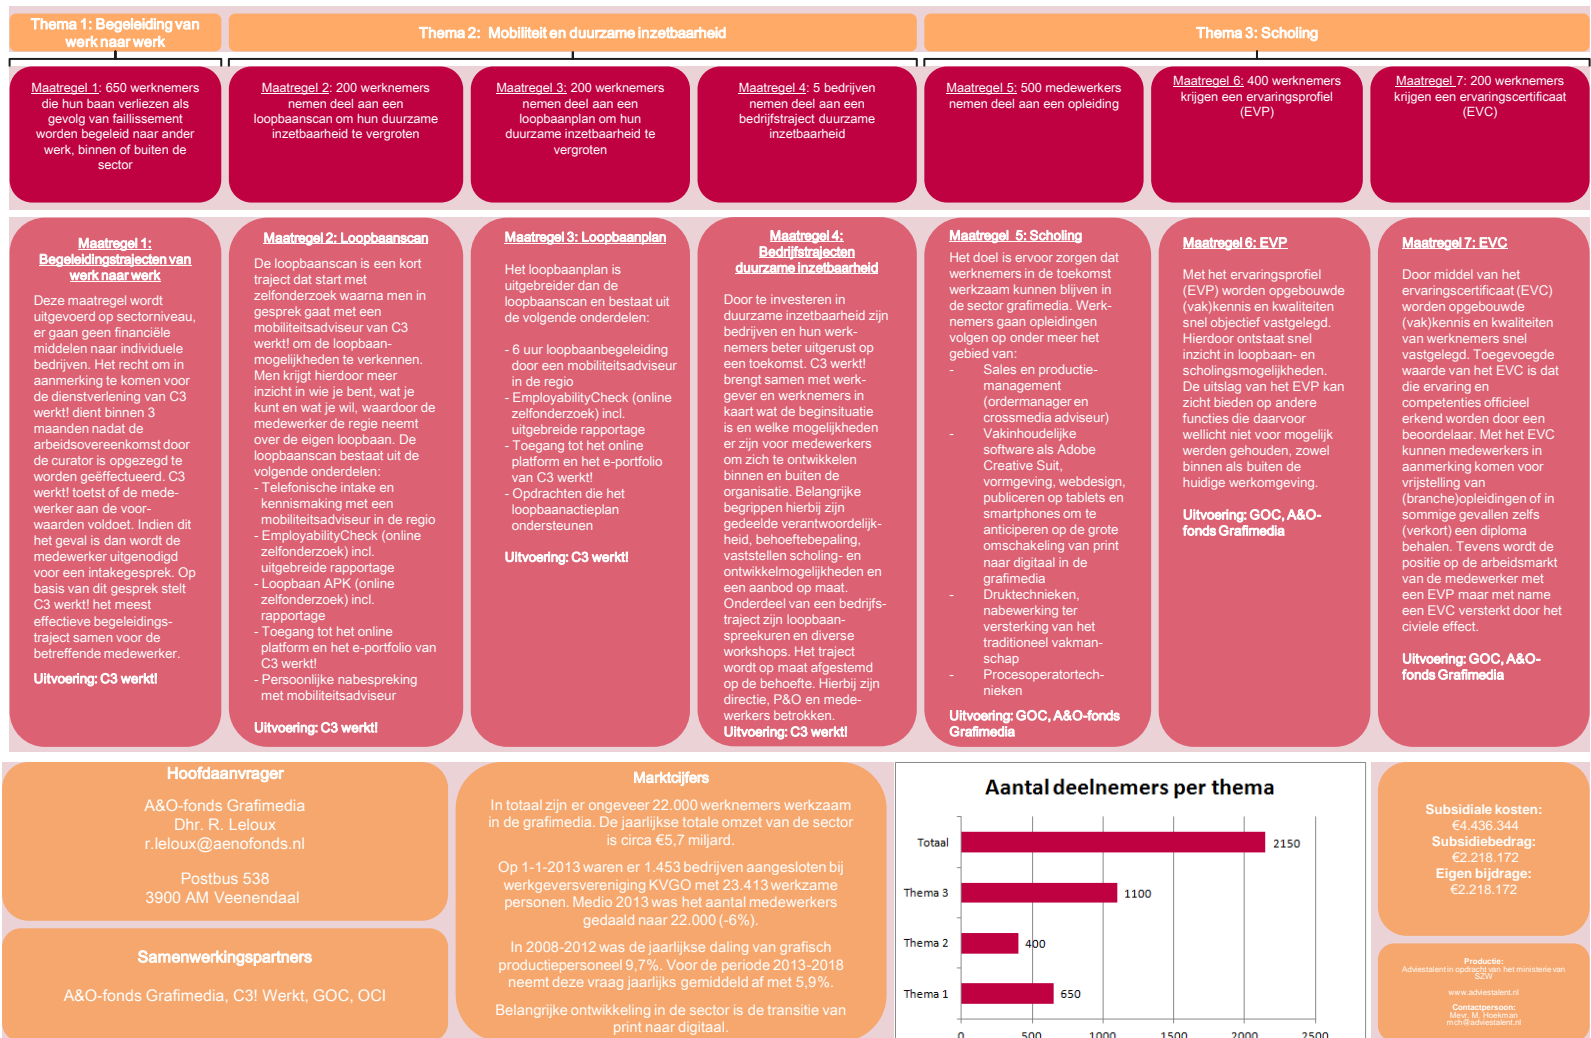 Thema 1: Begeleiding van
werk naar werk
Thema 2: Mobiliteit en duurzame inzetbaarheid
Thema 3: Scholing
Maatregel 1: 650 werknemers
die hun baan verliezen als
gevolg van faillissement
worden begeleid naar ander
werk, binnen of buiten de
sector
Maatregel 2: 200 werknemers
nemen deel aan een
loopbaanscan om hun duurzame
inzetbaarheid te vergroten
Maatregel 3: 200 werknemers
nemen deel aan een
loopbaanplan om hun
duurzame inzetbaarheid te
vergroten
Maatregel 4: 5 bedrijven
nemen deel aan een
bedrijfstraject duurzame
inzetbaarheid
Maatregel 5: 500 medewerkers
nemen deel aan een opleiding
Maatregel 6: 400 werknemers
krijgen een ervaringsprofiel
(EVP)
Maatregel 7: 200 werknemers
krijgen een ervaringscertificaat
(EVC)
Maatregel 1:
Begeleidingstrajecten van
werk naar werk
Deze maatregel wordt
uitgevoerd op sectorniveau,
er gaan geen financiële
middelen naar individuele
bedrijven. Het recht om in
aanmerking te komen voor
de dienstverlening van C3
werkt! dient binnen 3
maanden nadat de
arbeidsovereenkomst door
de curator is opgezegd te
worden geëffectueerd. C3
werkt! toetst of de mede-
werker aan de voor-
waarden voldoet. Indien dit
het geval is dan wordt de
medewerker uitgenodigd
voor een intakegesprek. Op
basis van dit gesprek stelt
C3 werkt! het meest
effectieve begeleidings-
traject samen voor de
betreffende medewerker.
Uitvoering: C3 werkt!
Maatregel 2: Loopbaanscan
De loopbaanscan is een kort
traject dat start met
zelfonderzoek waarna men in
gesprek gaat met een
mobiliteitsadviseur van C3
werkt! om de loopbaan-
mogelijkheden te verkennen.
Men krijgt hierdoor meer
inzicht in wie je bent, wat je
kunt en wat je wil, waardoor de
medewerker de regie neemt
over de eigen loopbaan. De
loopbaanscan bestaat uit de
volgende onderdelen:
- Telefonische intake en
kennismaking met een
mobiliteitsadviseur in de regio
- EmployabilityCheck (online
zelfonderzoek) incl.
uitgebreide rapportage
- Loopbaan APK (online
zelfonderzoek) incl.
rapportage
- Toegang tot het online
platform en het e-portfolio van
C3 werkt!
- Persoonlijke nabespreking
met mobiliteitsadviseur
Uitvoering: C3 werkt!
Maatregel 3: Loopbaanplan
Het loopbaanplan is
uitgebreider dan de
loopbaanscan en bestaat uit
de volgende onderdelen:
- 6 uur loopbaanbegeleiding
door een mobiliteitsadviseur
in de regio
- EmployabilityCheck (online
zelfonderzoek) incl.
uitgebreide rapportage
- Toegang tot het online
platform en het e-portfolio
van C3 werkt!
- Opdrachten die het
loopbaanactieplan
ondersteunen
Uitvoering: C3 werkt!
Maatregel 4:
Bedrijfstrajecten
duurzame inzetbaarheid
Door te investeren in
duurzame inzetbaarheid zijn
bedrijven en hun werk-
nemers beter uitgerust op
een toekomst. C3 werkt!
brengt samen met werk-
gever en werknemers in
kaart wat de beginsituatie
is en welke mogelijkheden
er zijn voor medewerkers
om zich te ontwikkelen
binnen en buiten de
organisatie. Belangrijke
begrippen hierbij zijn
gedeelde verantwoordelijk-
heid, behoeftebepaling,
vaststellen scholing- en
ontwikkelmogelijkheden en
een aanbod op maat.
Onderdeel van een bedrijfs-
traject zijn loopbaan-
spreekuren en diverse
workshops. Het traject
wordt op maat afgestemd
op de behoefte. Hierbij zijn
directie, P&O en mede-
werkers betrokken.
Uitvoering: C3 werkt!
Maatregel 5: Scholing
Het doel is ervoor zorgen dat
werknemers in de toekomst
werkzaam kunnen blijven in
de sector grafimedia. Werk-
nemers gaan opleidingen
volgen op onder meer het
gebied van:
- Sales en productie-
management
(ordermanager en
crossmedia adviseur)
- Vakinhoudelijke
software als Adobe
Creative Suit,
vormgeving, webdesign,
publiceren op tablets en
smartphones om te
anticiperen op de grote
omschakeling van print
naar digitaal in de
grafimedia
- Druktechnieken,
nabewerking ter
versterking van het
traditioneel vakman-
schap
- Procesoperatortech-
nieken
Uitvoering: GOC, A&O-fonds
Grafimedia
Maatregel 6: EVP
Met het ervaringsprofiel
(EVP) worden opgebouwde
(vak)kennis en kwaliteiten
snel objectief vastgelegd.
Hierdoor ontstaat snel
inzicht in loopbaan- en
scholingsmogelijkheden.
De uitslag van het EVP kan
zicht bieden op andere
functies die daarvoor
wellicht niet voor mogelijk
werden gehouden, zowel
binnen als buiten de
huidige werkomgeving.
Uitvoering: GOC, A&O-
fonds Grafimedia
Maatregel 7: EVC
Door middel van het
ervaringscertificaat (EVC)
worden opgebouwde
(vak)kennis en kwaliteiten
van werknemers snel
vastgelegd. Toegevoegde
waarde van het EVC is dat
die ervaring en
competenties officieel
erkend worden door een
beoordelaar. Met het EVC
kunnen medewerkers in
aanmerking komen voor
vrijstelling van
(branche)opleidingen of in
sommige gevallen zelfs
(verkort) een diploma
behalen. Tevens wordt de
positie op de arbeidsmarkt
van de medewerker met
een EVP maar met name
een EVC versterkt door het
civiele effect.
Uitvoering: GOC, A&O-
fonds Grafimedia
Hoofdaanvrager
A&O-fonds Grafimedia
Dhr. R. Leloux
r.leloux@aenofonds.nl
Postbus 538
3900 AM Veenendaal
Samenwerkingspartners
A&O-fonds Grafimedia, C3! Werkt, GOC, OCI
Marktcijfers
In totaal zijn er ongeveer 22.000 werknemers werkzaam
in de grafimedia. De jaarlijkse totale omzet van de sector
is circa €5,7 miljard.
Op 1-1-2013 waren er 1.453 bedrijven aangesloten bij
werkgeversvereniging KVGO met 23.413 werkzame
personen. Medio 2013 was het aantal medewerkers
gedaald naar 22.000 (-6%).
In 2008-2012 was de jaarlijkse daling van grafisch
productiepersoneel 9,7%. Voor de periode 2013-2018
neemt deze vraag jaarlijks gemiddeld af met 5,9%.
Belangrijke ontwikkeling in de sector is de transitie van
print naar digitaal.
Aantal deelnemers per thema
Totaal 2150
Thema 3 1100
Thema 2 400
Thema 1 650
0 500 1000 1500 2000 2500
Subsidiale kosten:
€4.436.344
Subsidiebedrag:
€2.218.172
Eigen bijdrage:
€2.218.172
Productie:
Adviestalent in opdracht van het ministerie van
SZW
www.adviestalent.nl
Contactpersoon:
Mevr. M. Hoekman
mch@adviestalent.nl